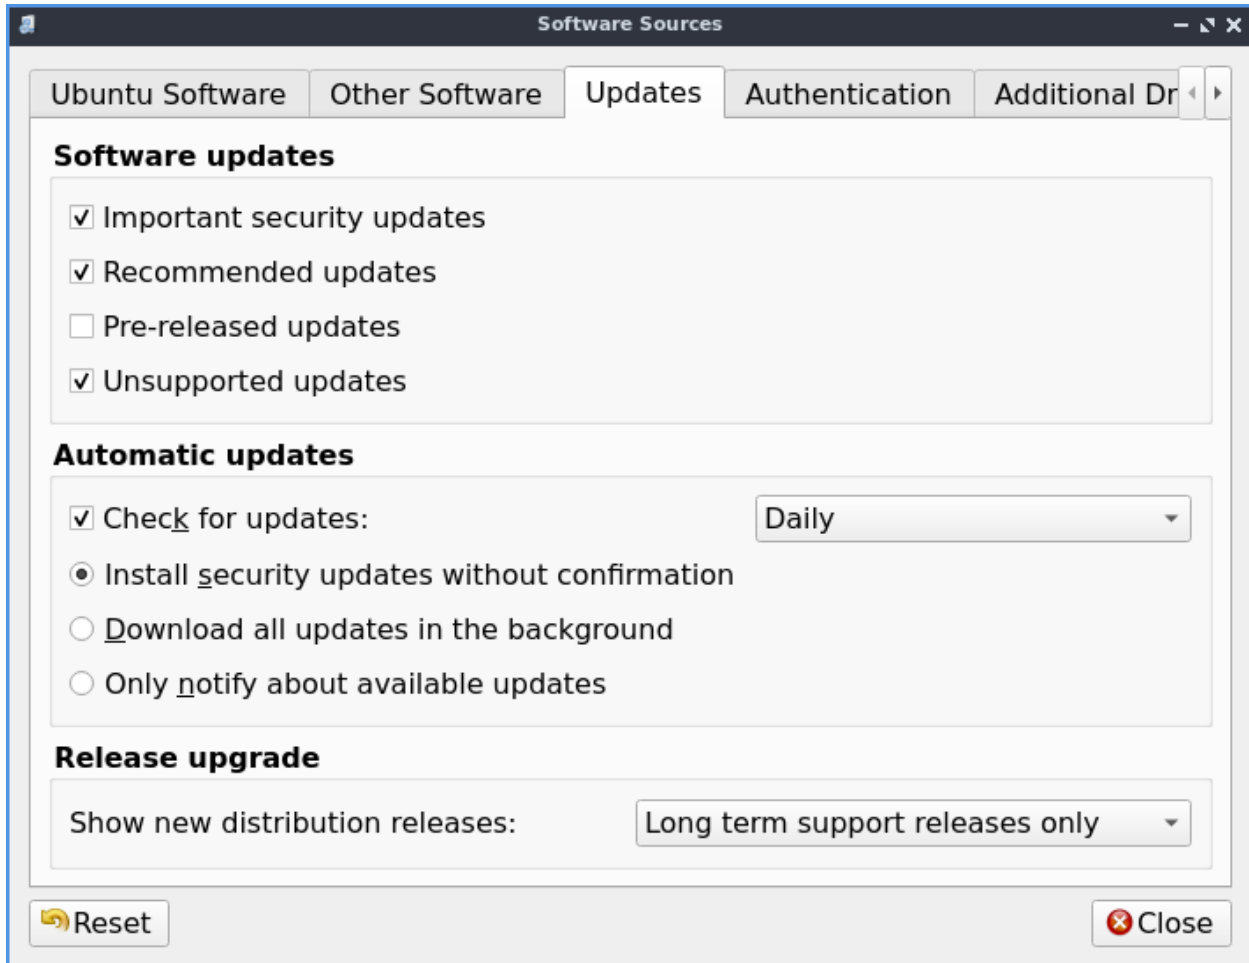 Software Sources
Ubuntu Software Other Software Updates Authentication Additional Dr
Software updates
Important security updates
Recommended updates
Pre-released updates
Unsupported updates
Automatic updates
Check for updates: Daily
Install security updates without confirmation
Download all updates in the background
Only notify about available updates
Release upgrade
Show new distribution releases: Long term support releases only
Reset Close